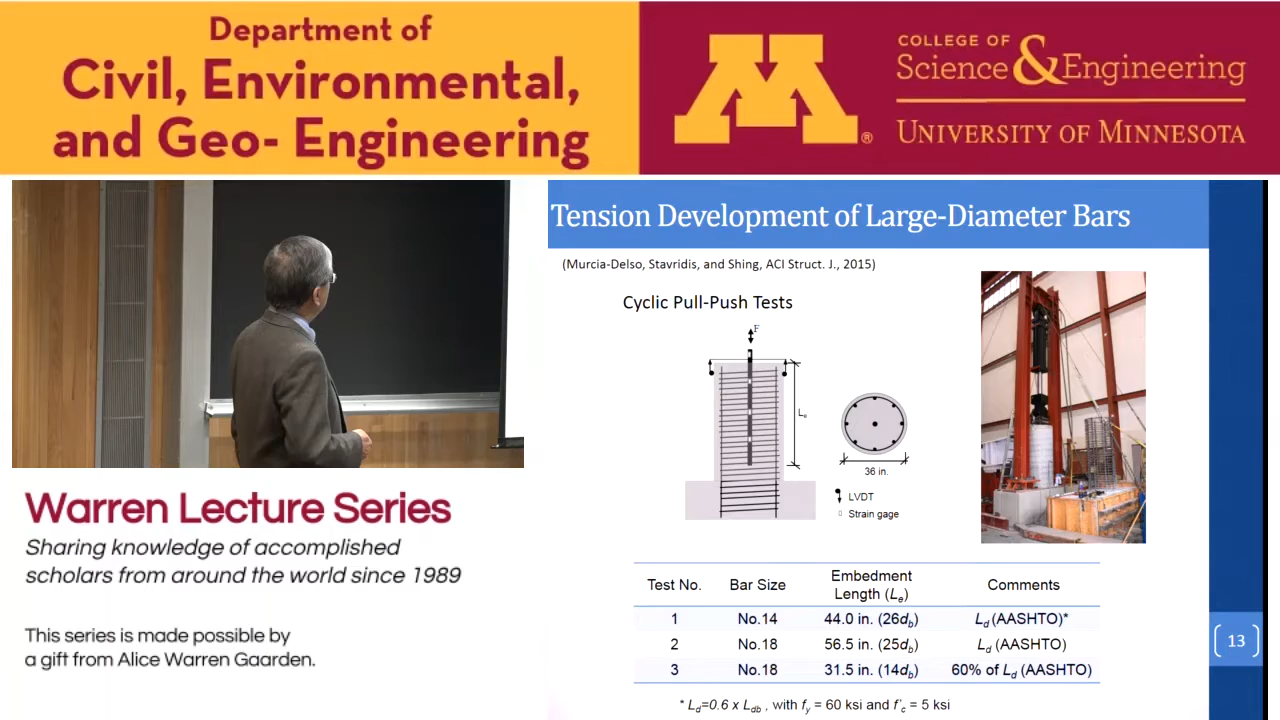 Department of
Civil, Environmental,
and Geo- Engineering
M®
COLLEGE OF
Science & Engineering
UNIVERSITY OF MINNESOTA
Warren Lecture Series
Sharing knowledge of accomplished
scholars from around the world since 1989
This series is made possible by
a gift from Alice Warren Gaarden.
Tension Development of Large-Diameter Bars
(Murcia-Delso, Stavridis, and Shing, ACI Struct. J., 2015)
Cyclic Pull-Push Tests
F
Le
36 in.
LVDT
Strain gage
Test No. Bar Size Embedment Length (Le) Comments
1 No.14 44.0 in. (26db) Ld (AASHTO)*
2 No.18 56.5 in. (25db) Ld (AASHTO)
3 No.18 31.5 in. (14db) 60% of Ld (AASHTO)
* Ld=0.6 x Ldb , with fy = 60 ksi and f'c = 5 ksi
13